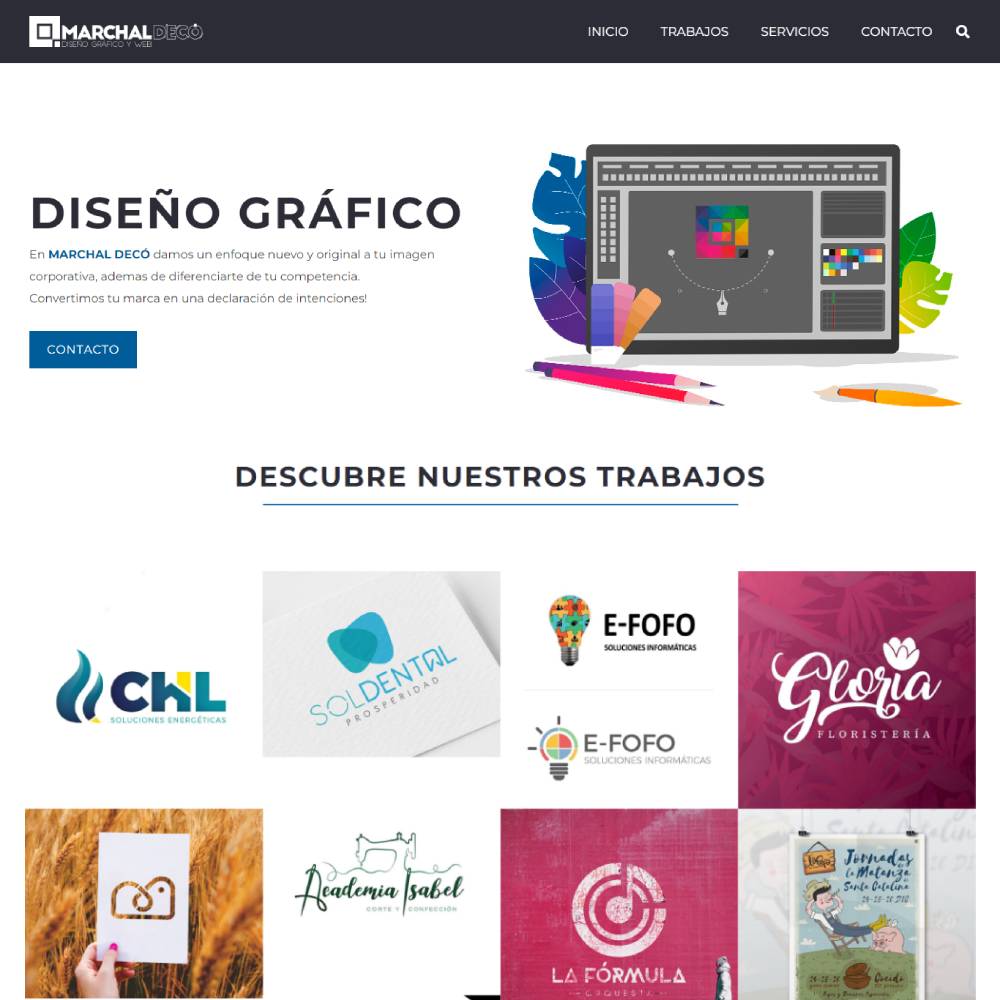 MARCHAL DECÓ
DISEÑO GRÁFICO Y WEB
INICIO
TRABAJOS
SERVICIOS
CONTACTO
DISEÑO GRÁFICO
En MARCHAL DECÓ damos un enfoque nuevo y original a tu imagen
corporativa, ademas de diferenciarte de tu competencia.
Convertimos tu marca en una declaración de intenciones!
CONTACTO
DESCUBRE NUESTROS TRABAJOS
CHL
SOLUCIONES ENERGÉTICAS
SOLDENTAL
PROSPERIDAD
E-FOFO
SOLUCIONES INFORMÁTICAS
E-FOFO
SOLUCIONES INFORMÁTICAS
Gloria
FLORISTERÍA
Academia Isabel
CORTE Y CONFECCIÓN
LA FÓRMULA
ORQUESTA
Santa Catalina
Jornadas
de la Matanza
Santa Catalina
Cocido